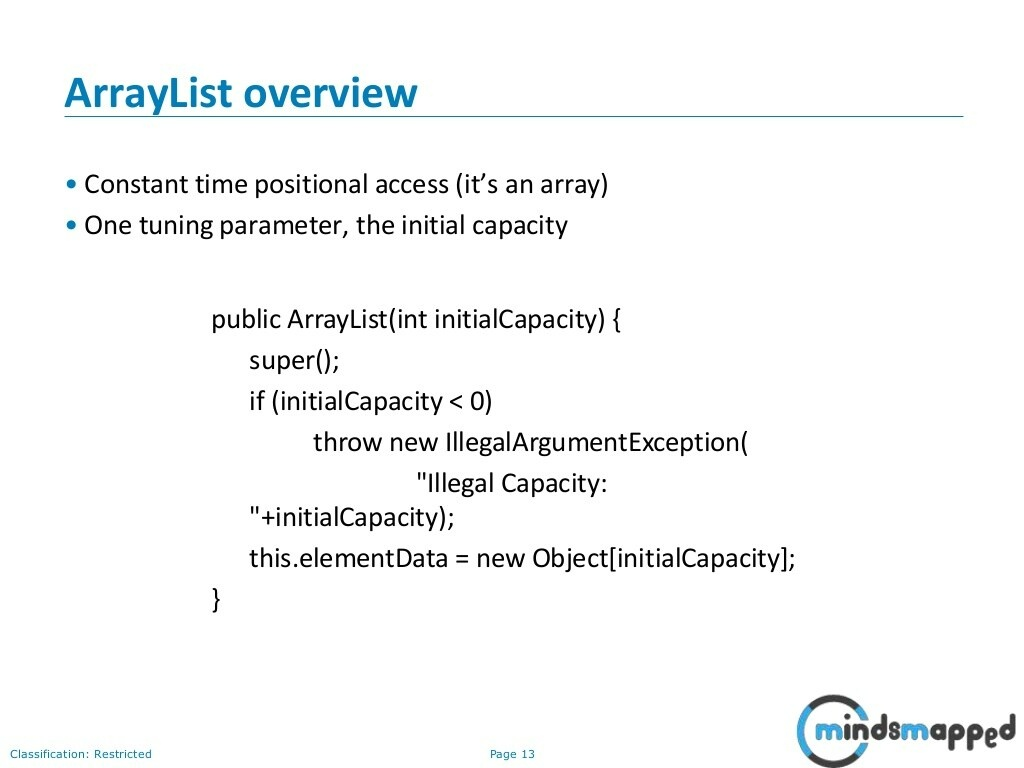 ArrayList overview
• Constant time positional access (it’s an array)
• One tuning parameter, the initial capacity
public ArrayList(int initialCapacity) {
super();
if (initialCapacity < 0)
throw new IllegalArgumentException(
"Illegal Capacity:
"+initialCapacity);
this.elementData = new Object[initialCapacity];
}
mindsmapped
Classification: Restricted
Page 13